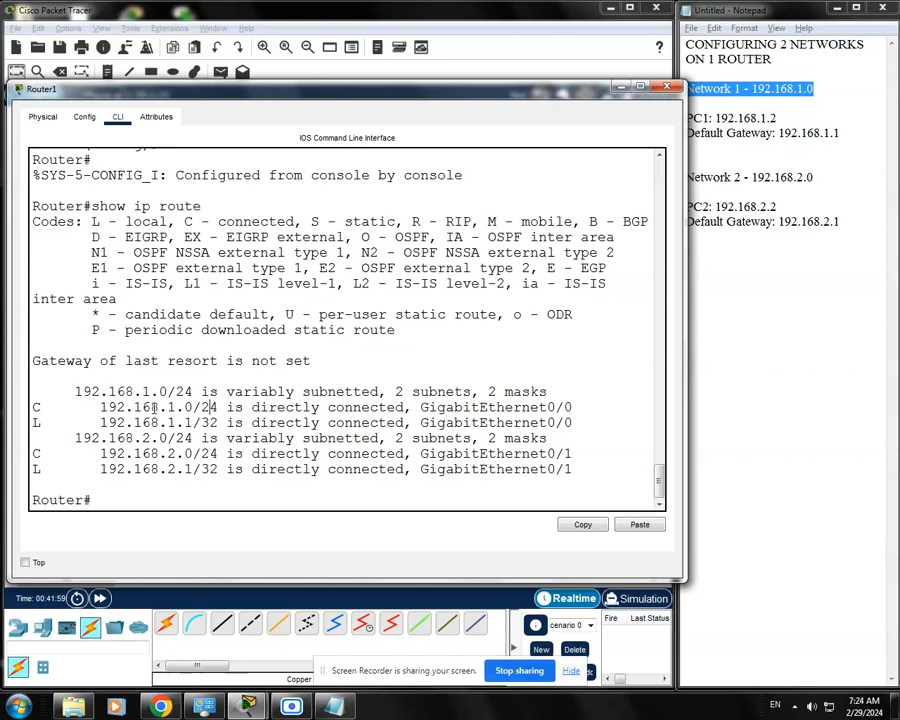 Cisco Packet Tracer
File Edit Options View Tools Extensions Window Help
?
Router1
Physical Config CLI Attributes
IOS Command Line Interface
Router#
%SYS-5-CONFIG_I: Configured from console by console
Router#show ip route
Codes: L - local, C - connected, S - static, R - RIP, M - mobile, B - BGP
D - EIGRP, EX - EIGRP external, O - OSPF, IA - OSPF inter area
N1 - OSPF NSSA external type 1, N2 - OSPF NSSA external type 2
E1 - OSPF external type 1, E2 - OSPF external type 2, E - EGP
i - IS-IS, L1 - IS-IS level-1, L2 - IS-IS level-2, ia - IS-IS
inter area
* - candidate default, U - per-user static route, o - ODR
P - periodic downloaded static route
Gateway of last resort is not set
192.168.1.0/24 is variably subnetted, 2 subnets, 2 masks
C 192.168.1.0/24 is directly connected, GigabitEthernet0/0
L 192.168.1.1/32 is directly connected, GigabitEthernet0/0
192.168.2.0/24 is variably subnetted, 2 subnets, 2 masks
C 192.168.2.0/24 is directly connected, GigabitEthernet0/1
L 192.168.2.1/32 is directly connected, GigabitEthernet0/1
Router#
Copy Paste
Top
Time: 00:41:59
Realtime Simulation
cenario 0
Fire Last Status
New Delete
Copper
Screen Recorder is sharing your screen. Stop sharing Hide
Untitled - Notepad
File Edit Format View Help
CONFIGURING 2 NETWORKS
ON 1 ROUTER
Network 1 - 192.168.1.0
PC1: 192.168.1.2
Default Gateway: 192.168.1.1
Network 2 - 192.168.2.0
PC2: 192.168.2.2
Default Gateway: 192.168.2.1
EN
7:24 AM
2/29/2024